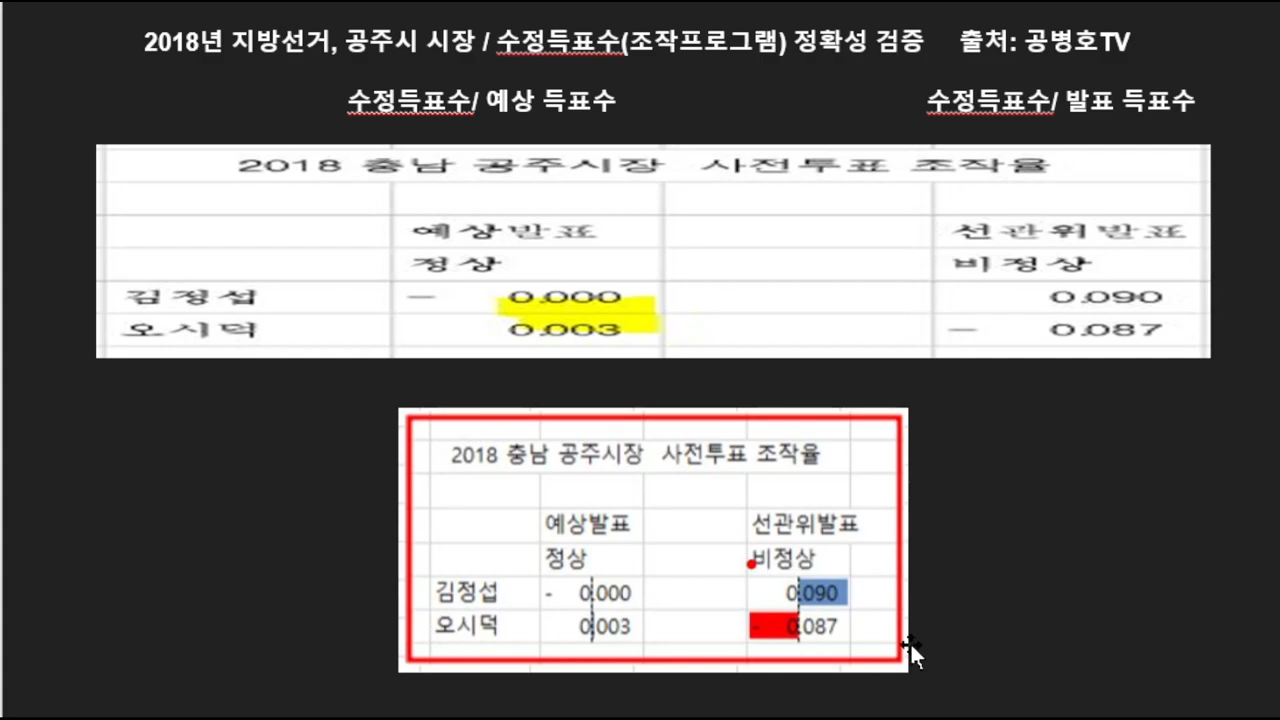 2018년 지방선거, 공주시 시장 / 수정득표수(조작프로그램) 정확성 검증 출처: 공병호TV
수정득표수/ 예상 득표수 수정득표수/ 발표 득표수
2018 충남 공주시장 사전투표 조작율
예상발표 선관위발표
정상 비정상
김정섭 - 0.000 0.090
오시덕 0.003 - 0.087
2018 충남 공주시장 사전투표 조작율
예상발표 선관위발표
정상 비정상
김정섭 - 0.000 0.090
오시덕 0.003 - 0.087